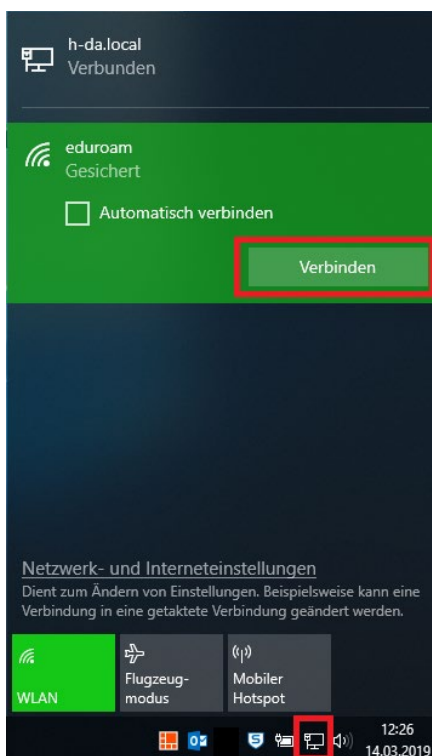 h-da.local
Verbunden
eduroam
Gesichert
Automatisch verbinden
Verbinden
Netzwerk- und Interneteinstellungen
Dient zum Ändern von Einstellungen. Beispielsweise kann eine
Verbindung in eine getaktete Verbindung geändert werden.
WLAN
Flugzeug-
modus
Mobiler
Hotspot
12:26
14.03.2019